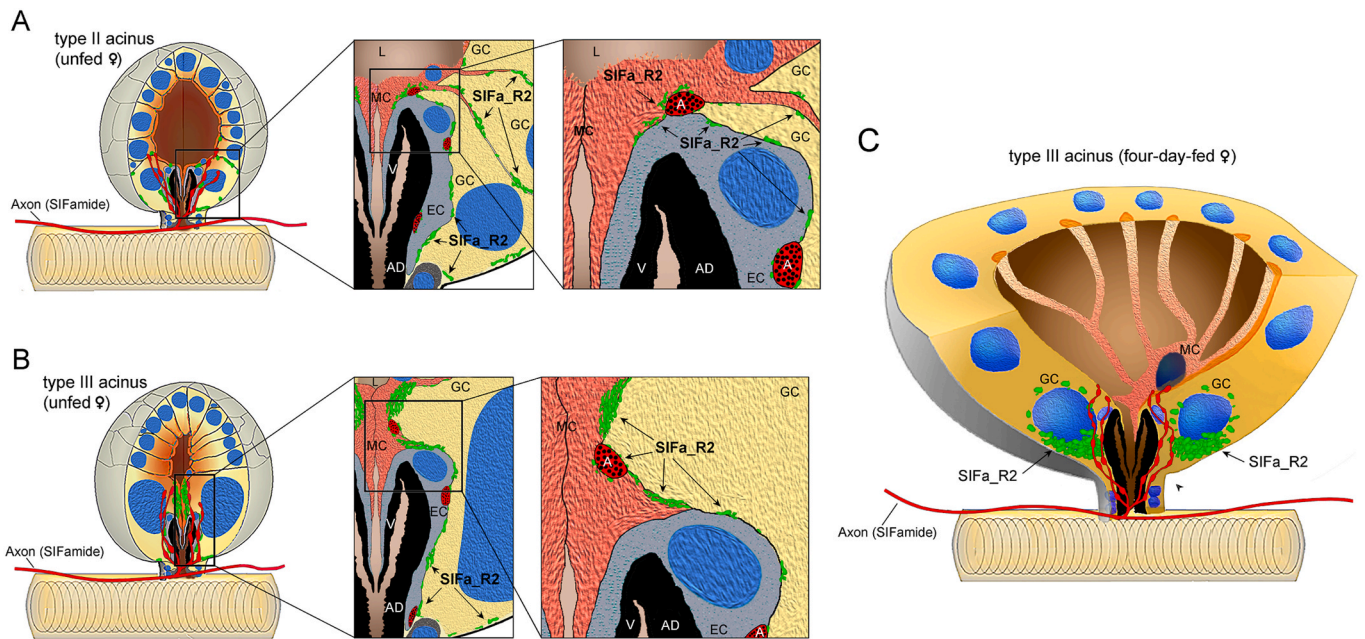 A
type II acinus
(unfed ♀)
Axon (SIFamide)
L
GC
MC
SIFa_R2
GC
V
GC
EC
SIFa_R2
AD
L
GC
SIFa_R2
A
GC
MC
SIFa_R2
V
AD
EC
A
B
type III acinus
(unfed ♀)
Axon (SIFamide)
L
GC
MC
V
EC
SIFa_R2
AD
GC
MC
SIFa_R2
A
V
AD
EC
A
C
type III acinus (four-day-fed ♀)
MC
GC
GC
SIFa_R2
SIFa_R2
Axon (SIFamide)